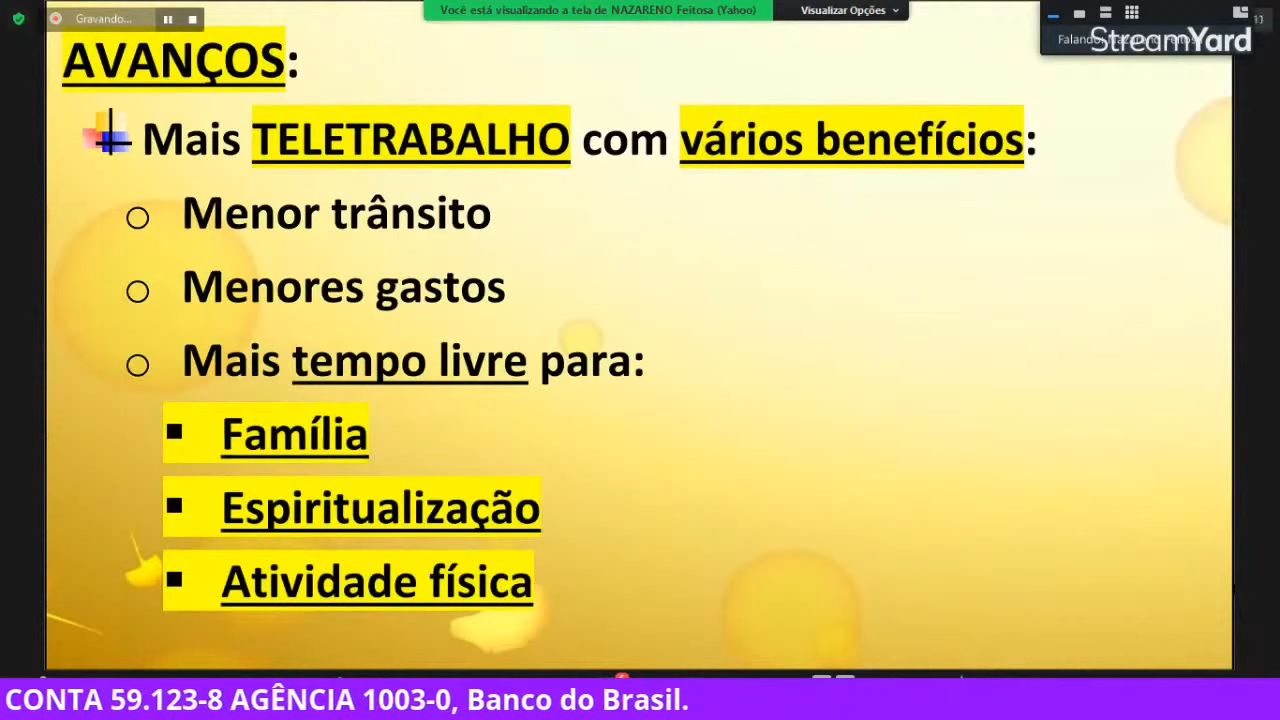 Gravando...
Você está visualizando a tela de NAZARENO Feitosa (Yahoo)
Visualizar Opções
StreamYard
AVANÇOS:
Mais TELETRABALHO com vários benefícios:
Menor trânsito
Menores gastos
Mais tempo livre para:
Família
Espiritualização
Atividade física
CONTA 59.123-8 AGÊNCIA 1003-0, Banco do Brasil.